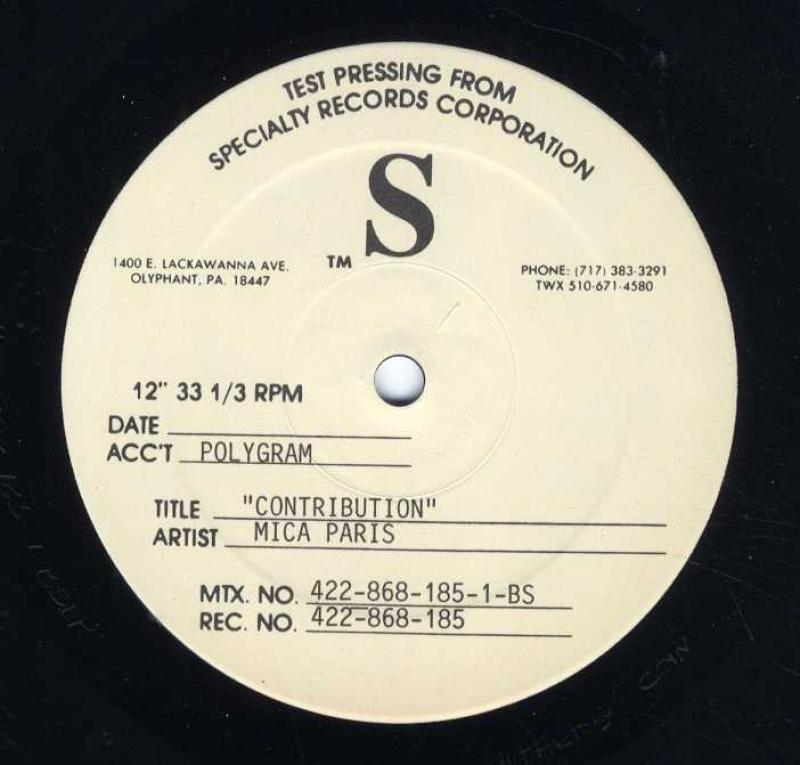 TEST PRESSING FROM
SPECIALTY RECORDS CORPORATION
S
TM
1400 E. LACKAWANNA AVE.
OLYPHANT, PA. 18447
PHONE: (717) 383-3291
TWX 510-671-4580
12" 33 1/3 RPM
DATE
ACC'T POLYGRAM
TITLE "CONTRIBUTION"
ARTIST MICA PARIS
MTX. NO. 422-868-185-1-BS
REC. NO. 422-868-185